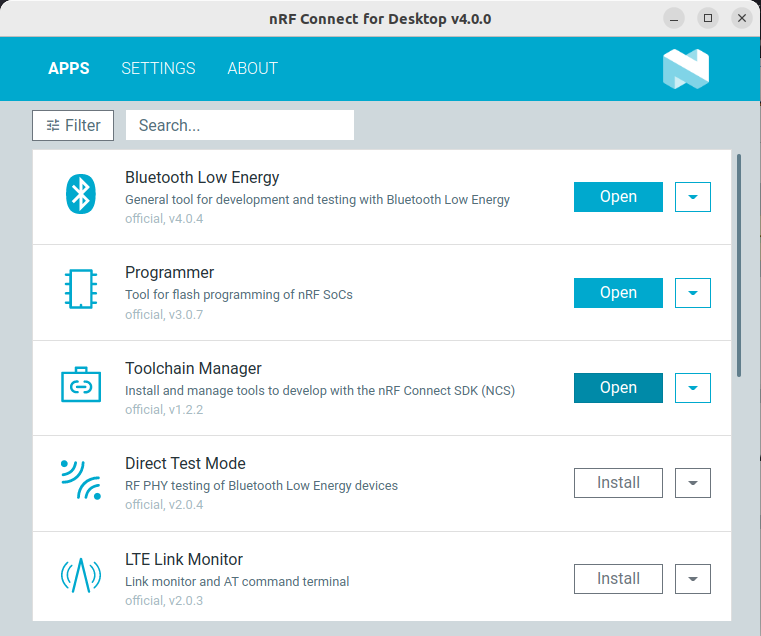 nRF Connect for Desktop v4.0.0
APPS SETTINGS ABOUT
Filter Search...
Bluetooth Low Energy
General tool for development and testing with Bluetooth Low Energy
official, v4.0.4
Open
Programmer
Tool for flash programming of nRF SoCs
official, v3.0.7
Open
Toolchain Manager
Install and manage tools to develop with the nRF Connect SDK (NCS)
official, v1.2.2
Open
Direct Test Mode
RF PHY testing of Bluetooth Low Energy devices
official, v2.0.4
Install
LTE Link Monitor
Link monitor and AT command terminal
official, v2.0.3
Install